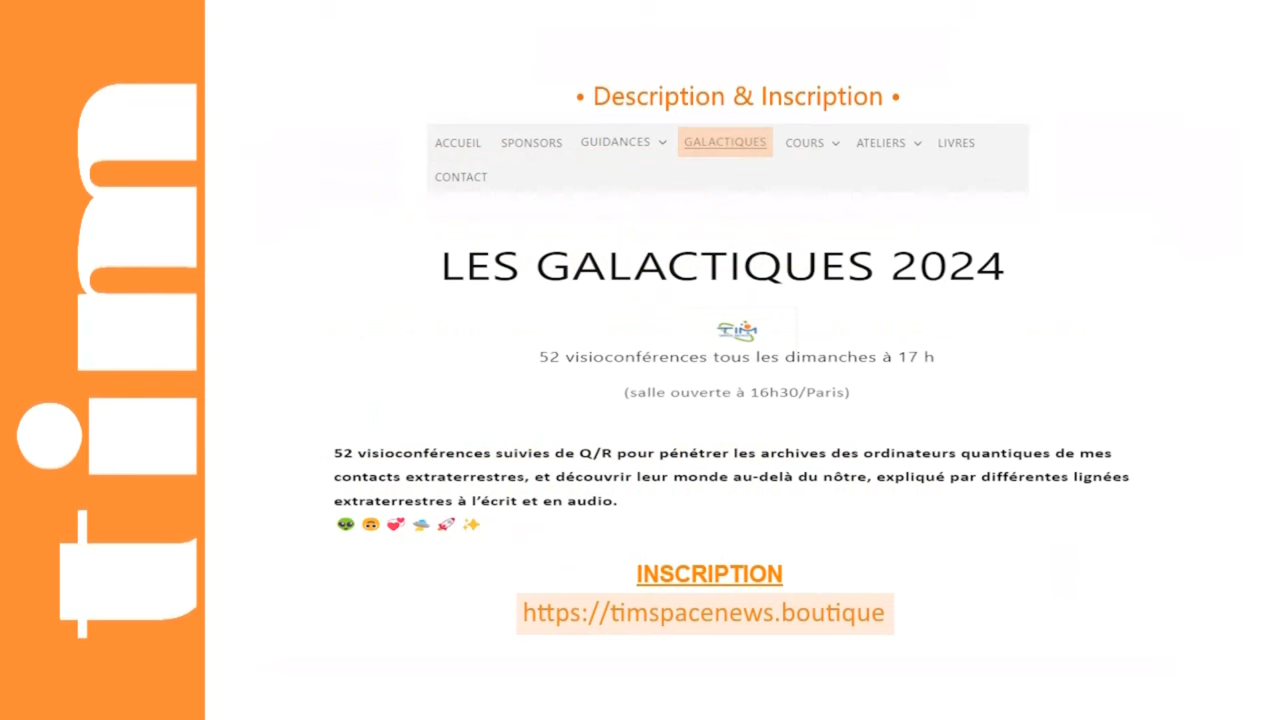 tim
• Description & Inscription •
ACCUEIL SPONSORS GUIDANCES GALACTIQUES COURS ATELIERS LIVRES
CONTACT
LES GALACTIQUES 2024
TIM
52 visioconférences tous les dimanches à 17 h
(salle ouverte à 16h30/Paris)
52 visioconférences suivies de Q/R pour pénétrer les archives des ordinateurs quantiques de mes
contacts extraterrestres, et découvrir leur monde au-delà du nôtre, expliqué par différentes lignées
extraterrestres à l’écrit et en audio.
👽 🙃 💞 🛸 🚀 ✨
INSCRIPTION
https://timspacenews.boutique